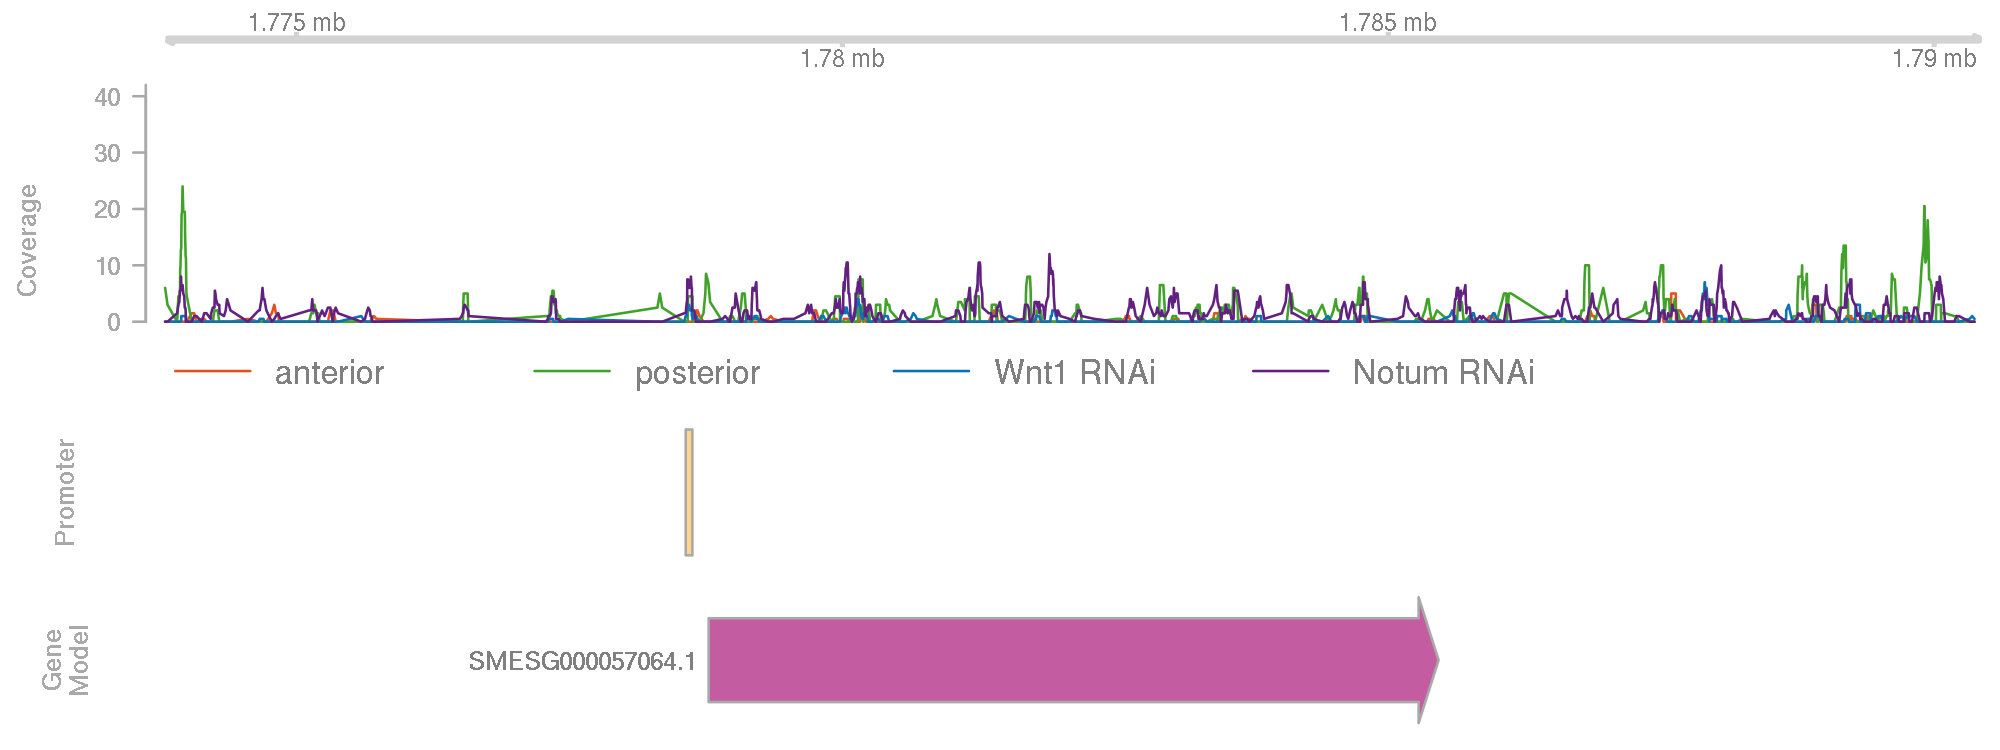 1.775 mb
1.785 mb
1.78 mb
1.79 mb
Coverage
40
30
20
10
0
anterior
posterior
Wnt1 RNAi
Notum RNAi
Promoter
Gene
Model
SMESG000057064.1